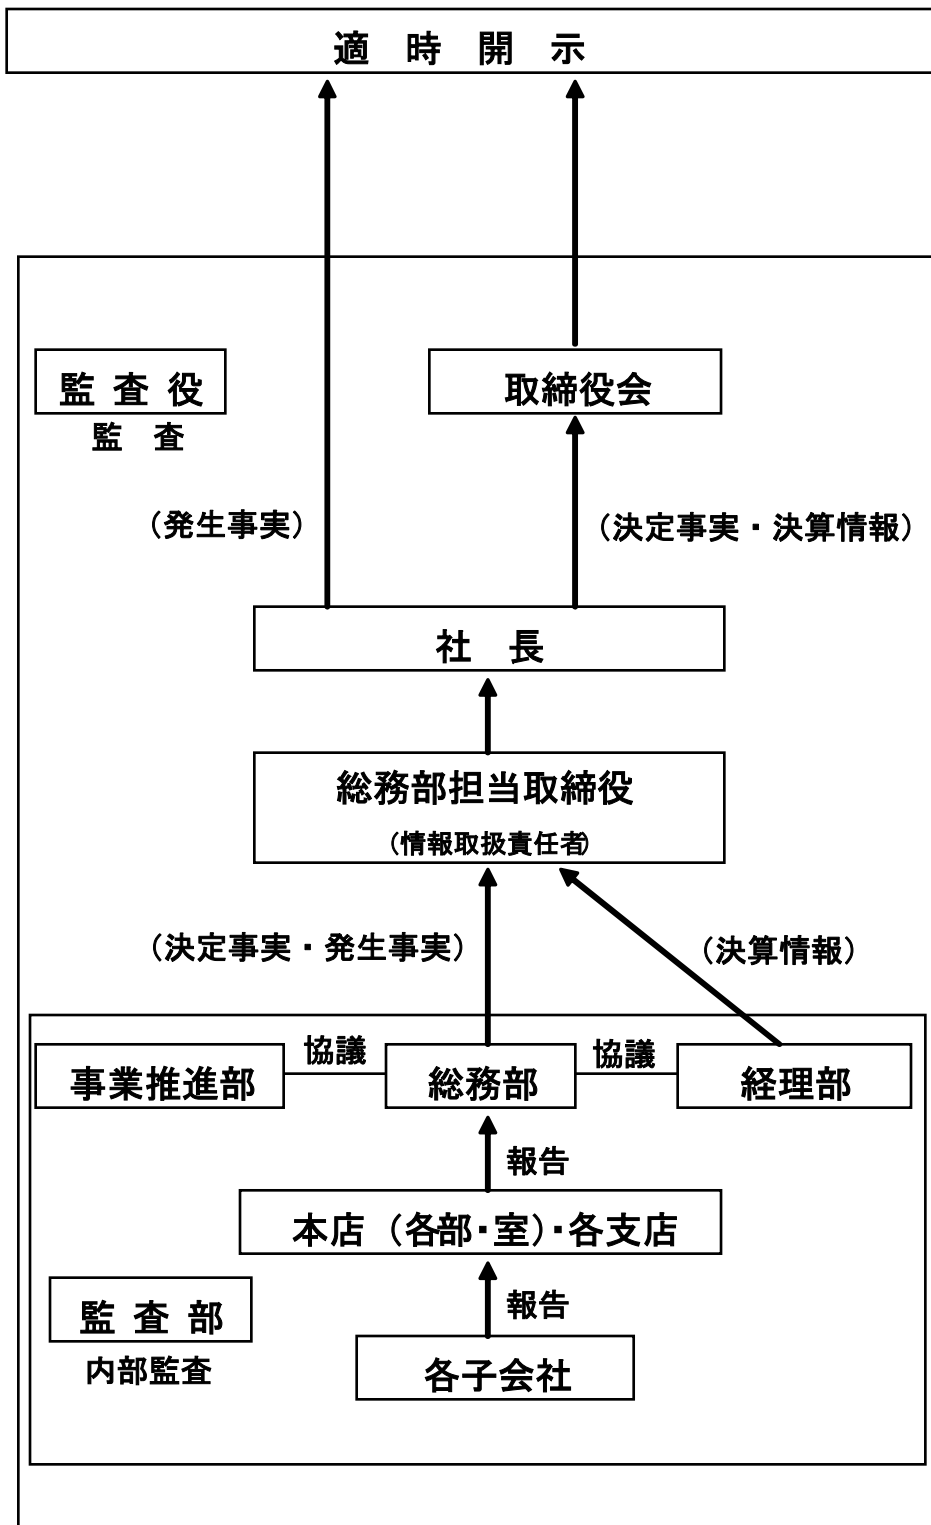 適 時 開 示
監 査 役
取締役会
監 査
（発生事実）
（決定事実・決算情報）
社 長
総務部担当取締役
（情報取扱責任者）
（決定事実・発生事実）
（決算情報）
協議
協議
事業推進部
総務部
経理部
報告
本店（各部・室）・各支店
監 査 部
報告
内部監査
各子会社